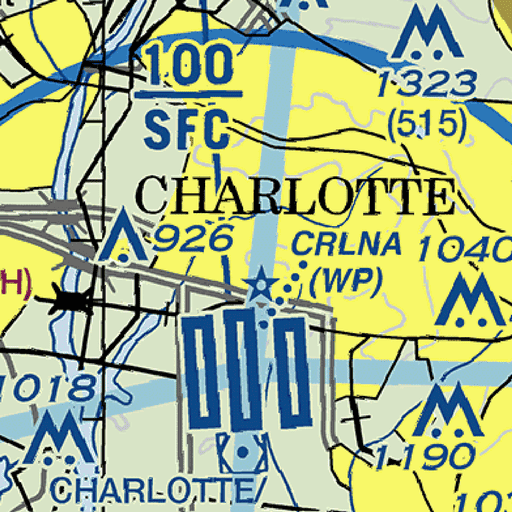 100
SFC
1323
(515)
CHARLOTTE
926
CRLNA
(WP)
1040
H)
1018
1190
CHARLOTTE/